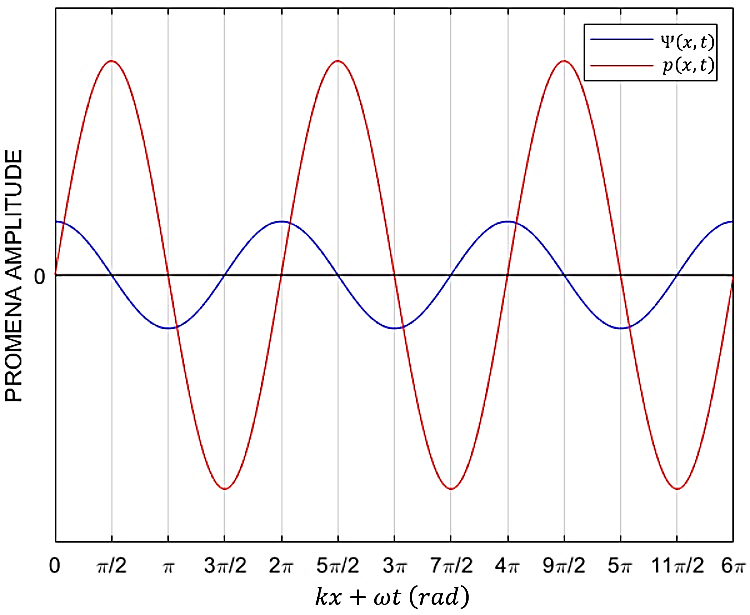 Ψ(x, t)
p(x, t)
PROMENA AMPLITUDE
0
0 π/2 π 3π/2 2π 5π/2 3π 7π/2 4π 9π/2 5π 11π/2 6π
kx + ωt (rad)